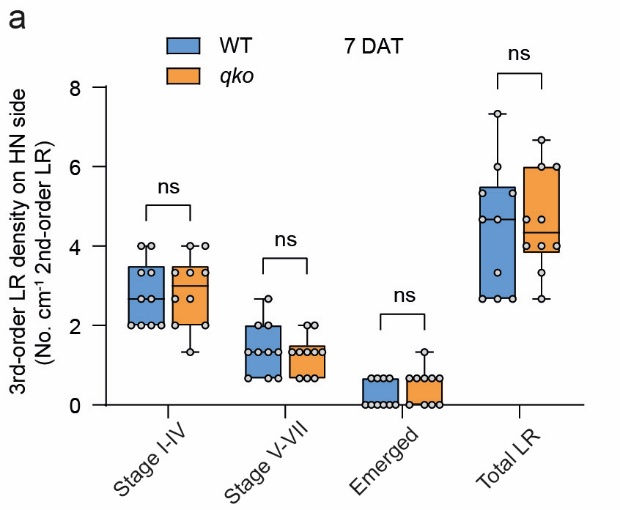 a
WT
7 DAT
qko
3rd-order LR density on HN side
(No. cm⁻¹ 2nd-order LR)
8
6
4
2
0
ns
ns
ns
ns
Stage I-IV
Stage V-VII
Emerged
Total LR